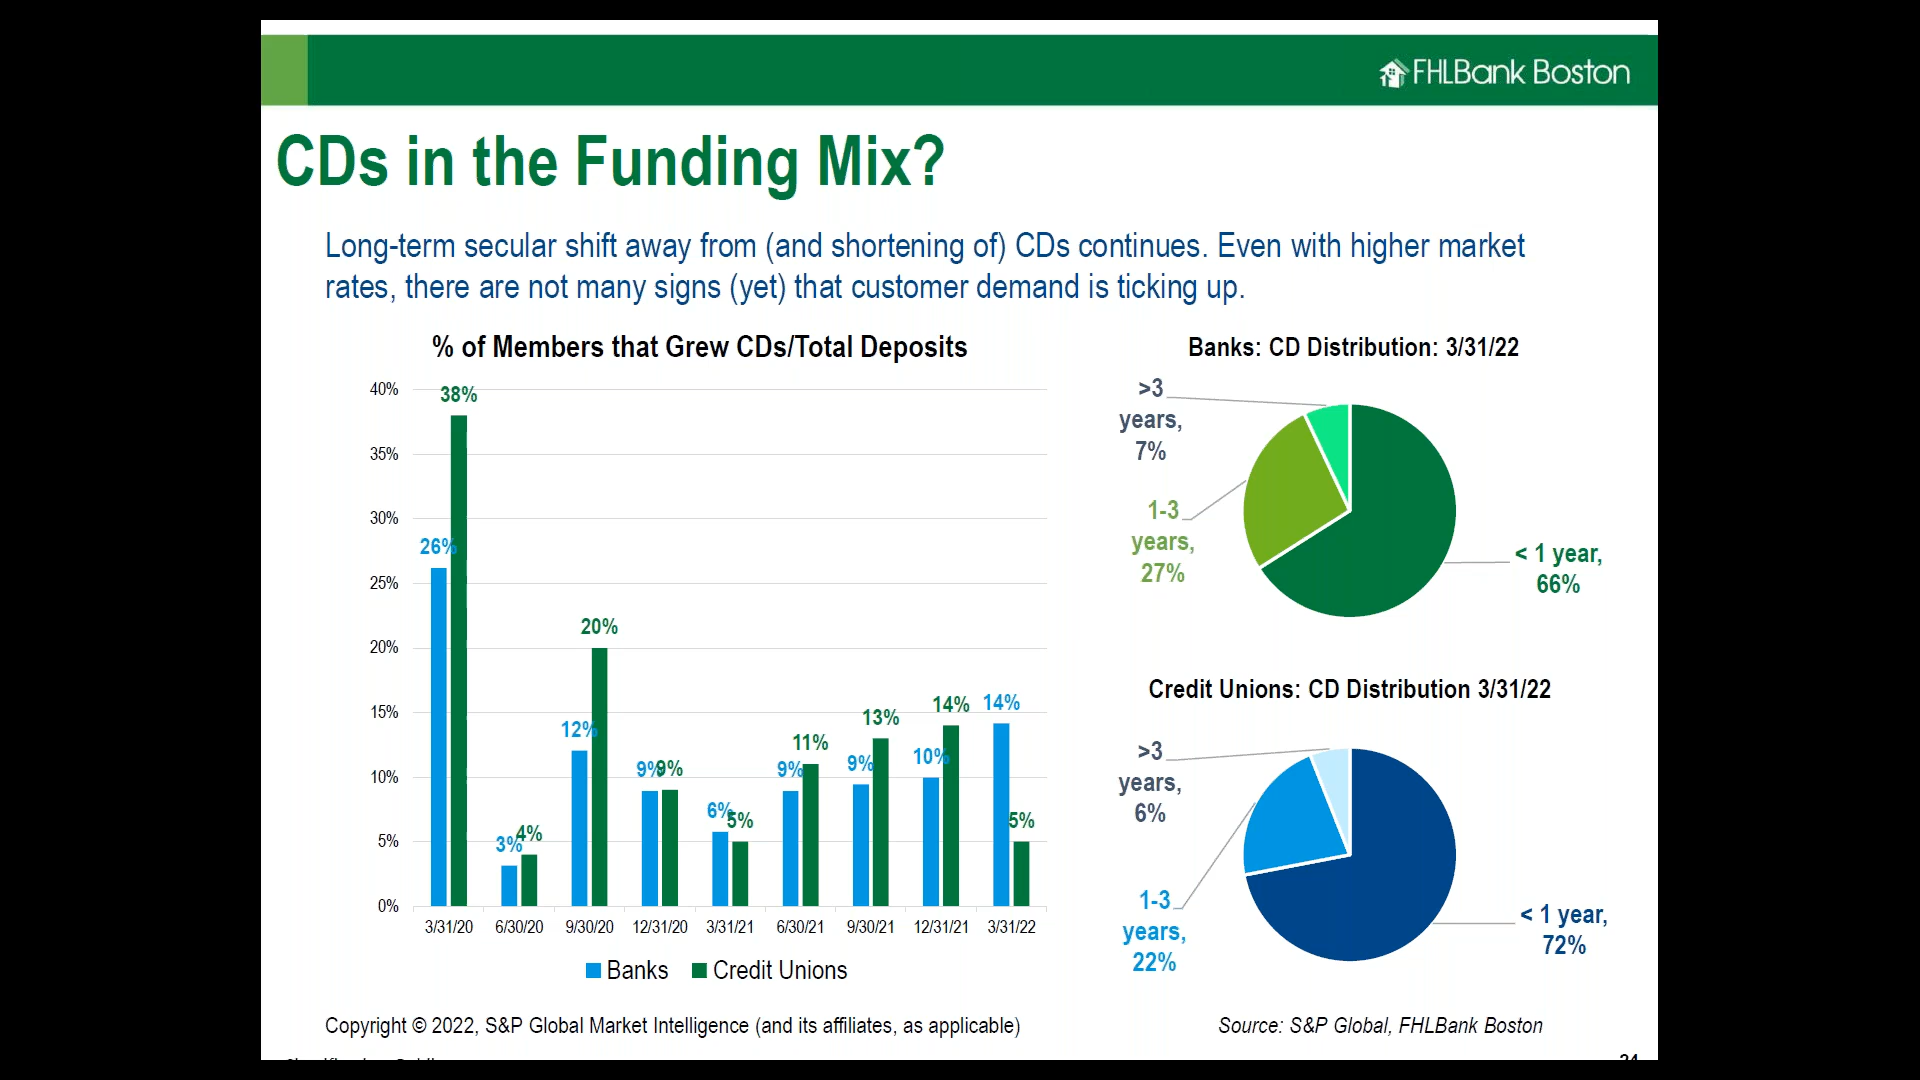 FHLBank Boston
CDs in the Funding Mix?
Long-term secular shift away from (and shortening of) CDs continues. Even with higher market
rates, there are not many signs (yet) that customer demand is ticking up.
% of Members that Grew CDs/Total Deposits
40%
35%
30%
25%
20%
15%
10%
5%
0%
26%
38%
3%
4%
12%
20%
9%
9%
6%
5%
9%
11%
9%
13%
10%
14%
14%
5%
3/31/20
6/30/20
9/30/20
12/31/20
3/31/21
6/30/21
9/30/21
12/31/21
3/31/22
Banks
Credit Unions
Banks: CD Distribution: 3/31/22
>3
years,
7%
1-3
years,
27%
< 1 year,
66%
Credit Unions: CD Distribution 3/31/22
>3
years,
6%
1-3
years,
22%
< 1 year,
72%
Copyright © 2022, S&P Global Market Intelligence (and its affiliates, as applicable)
Source: S&P Global, FHLBank Boston